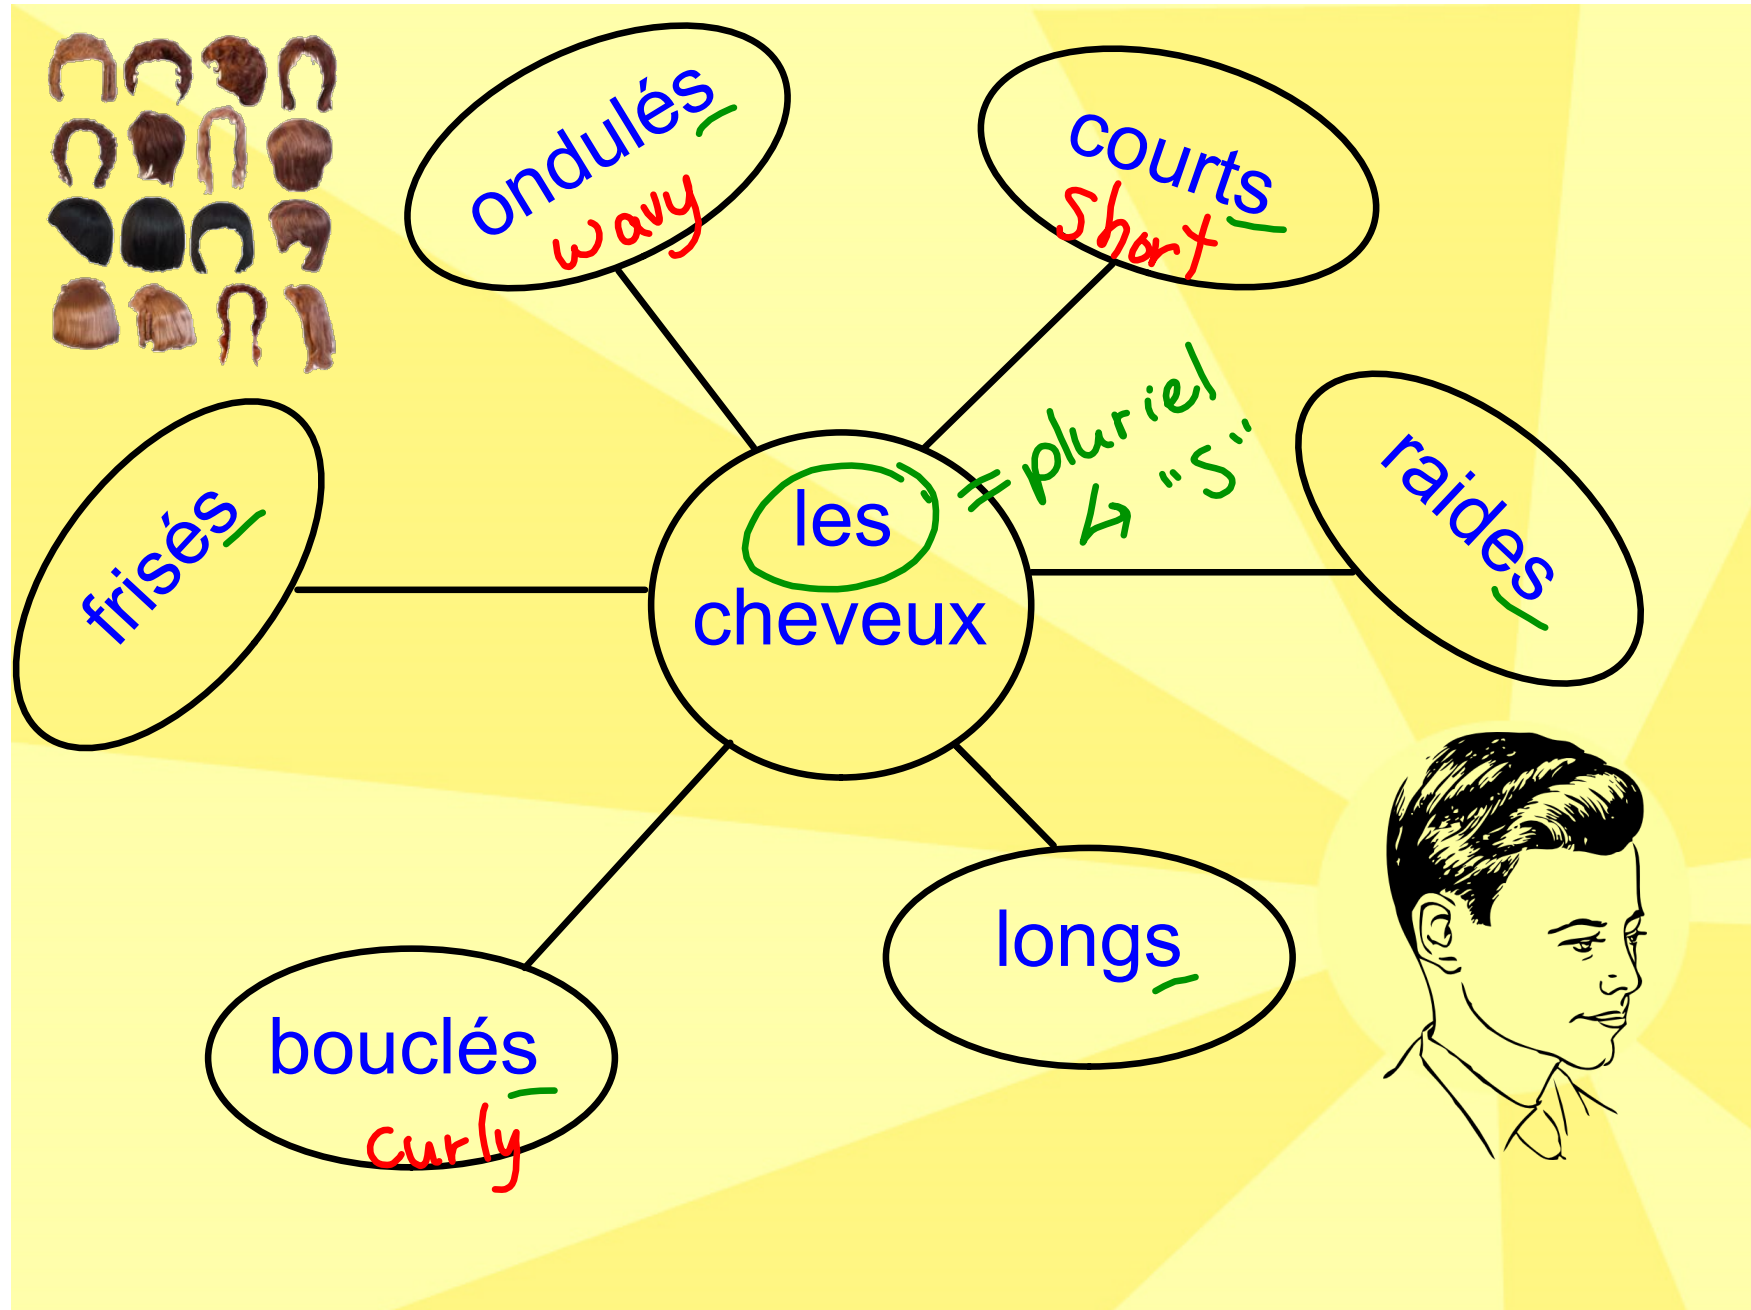 ondulés
wavy
courts
short
= pluriel
↳ "S"
raides
les
cheveux
frisés
longs
bouclés
curly